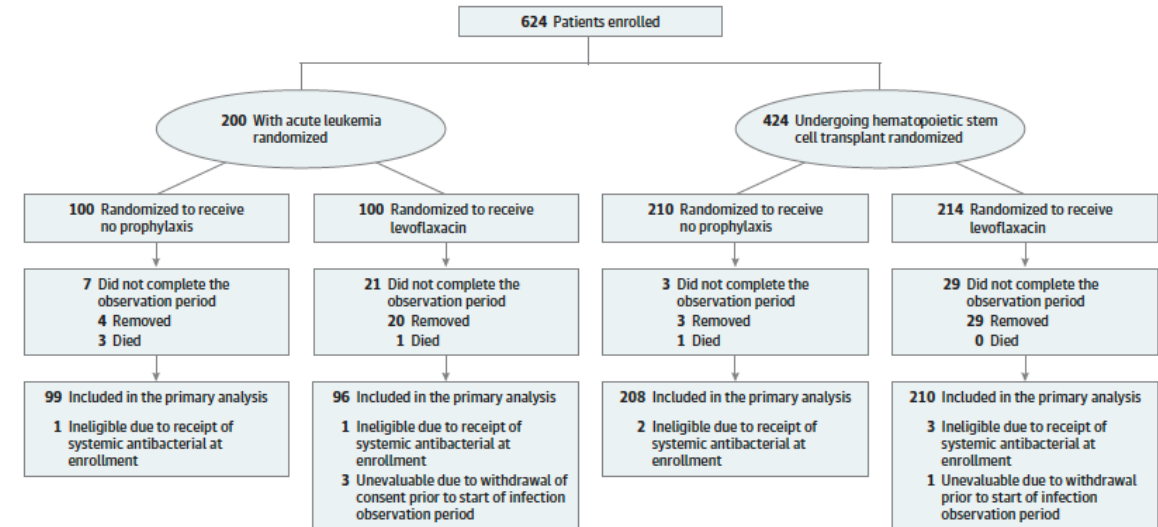 624 Patients enrolled
200 With acute leukemia
randomized
424 Undergoing hematopoietic stem
cell transplant randomized
100 Randomized to receive
no prophylaxis
100 Randomized to receive
levoflaxacin
210 Randomized to receive
no prophylaxis
214 Randomized to receive
levoflaxacin
7 Did not complete the
observation period
4 Removed
3 Died
21 Did not complete the
observation period
20 Removed
1 Died
3 Did not complete the
observation period
3 Removed
1 Died
29 Did not complete the
observation period
29 Removed
0 Died
99 Included in the primary analysis
1 Ineligible due to receipt of
systemic antibacterial at
enrollment
96 Included in the primary analysis
1 Ineligible due to receipt of
systemic antibacterial at
enrollment
3 Unevaluable due to withdrawal of
consent prior to start of infection
observation period
208 Included in the primary analysis
2 Ineligible due to receipt of
systemic antibacterial at
enrollment
210 Included in the primary analysis
3 Ineligible due to receipt of
systemic antibacterial at
enrollment
1 Unevaluable due to withdrawal
prior to start of infection
observation period